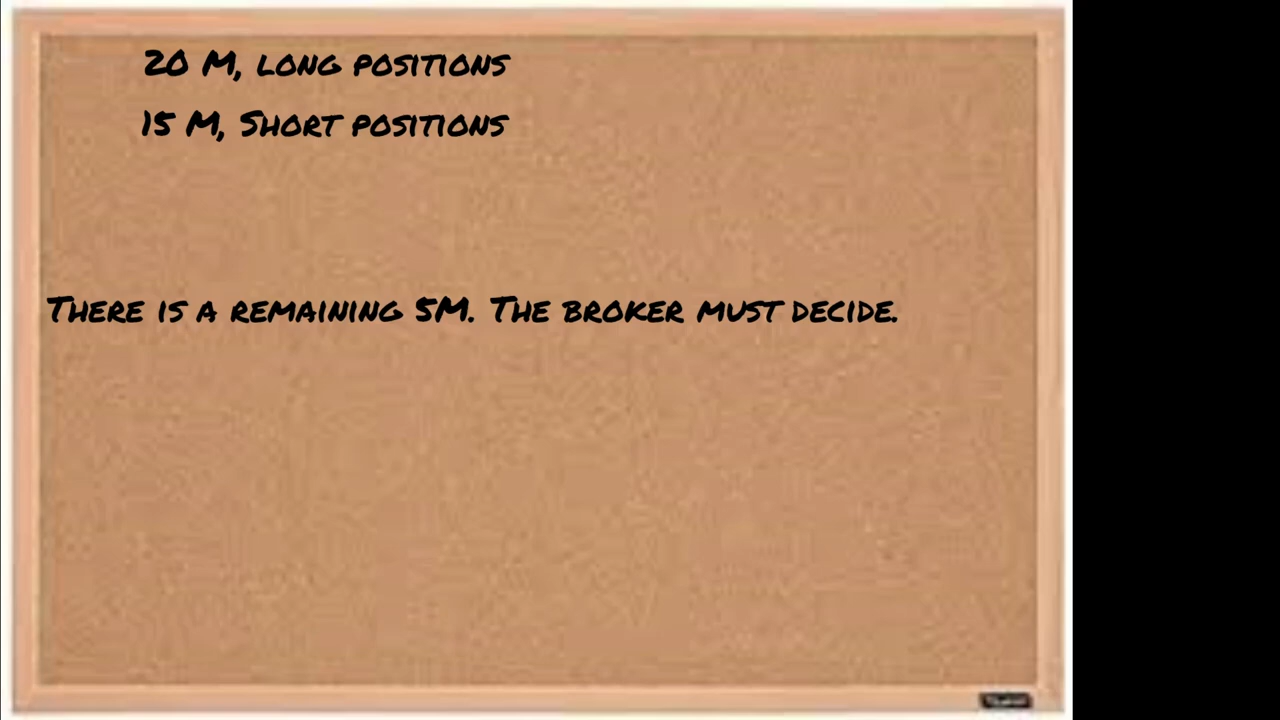 20 M, long positions
15 M, Short positions
There is a remaining 5M. The broker must decide.